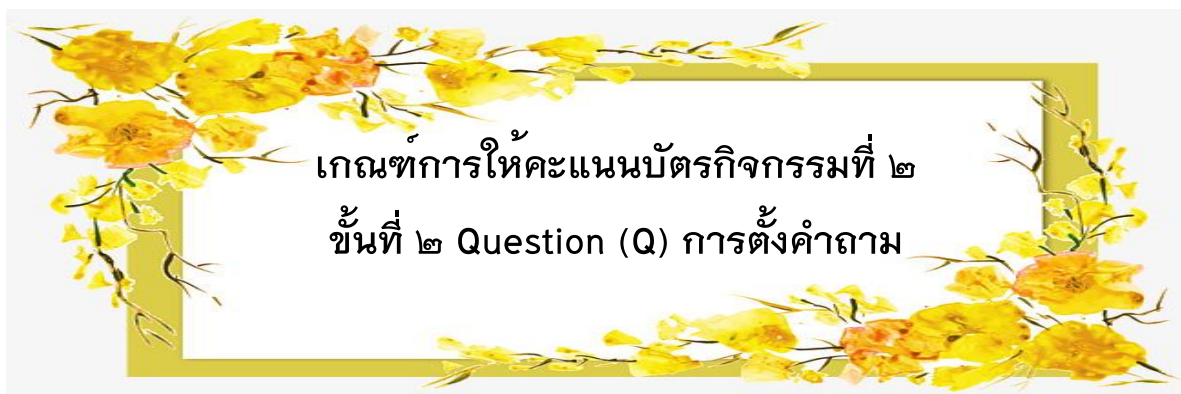 เกณฑ์การให้คะแนนบัตรกิจกรรมที่ ๒
ขั้นที่ ๒ Question (Q) การตั้งคำถาม